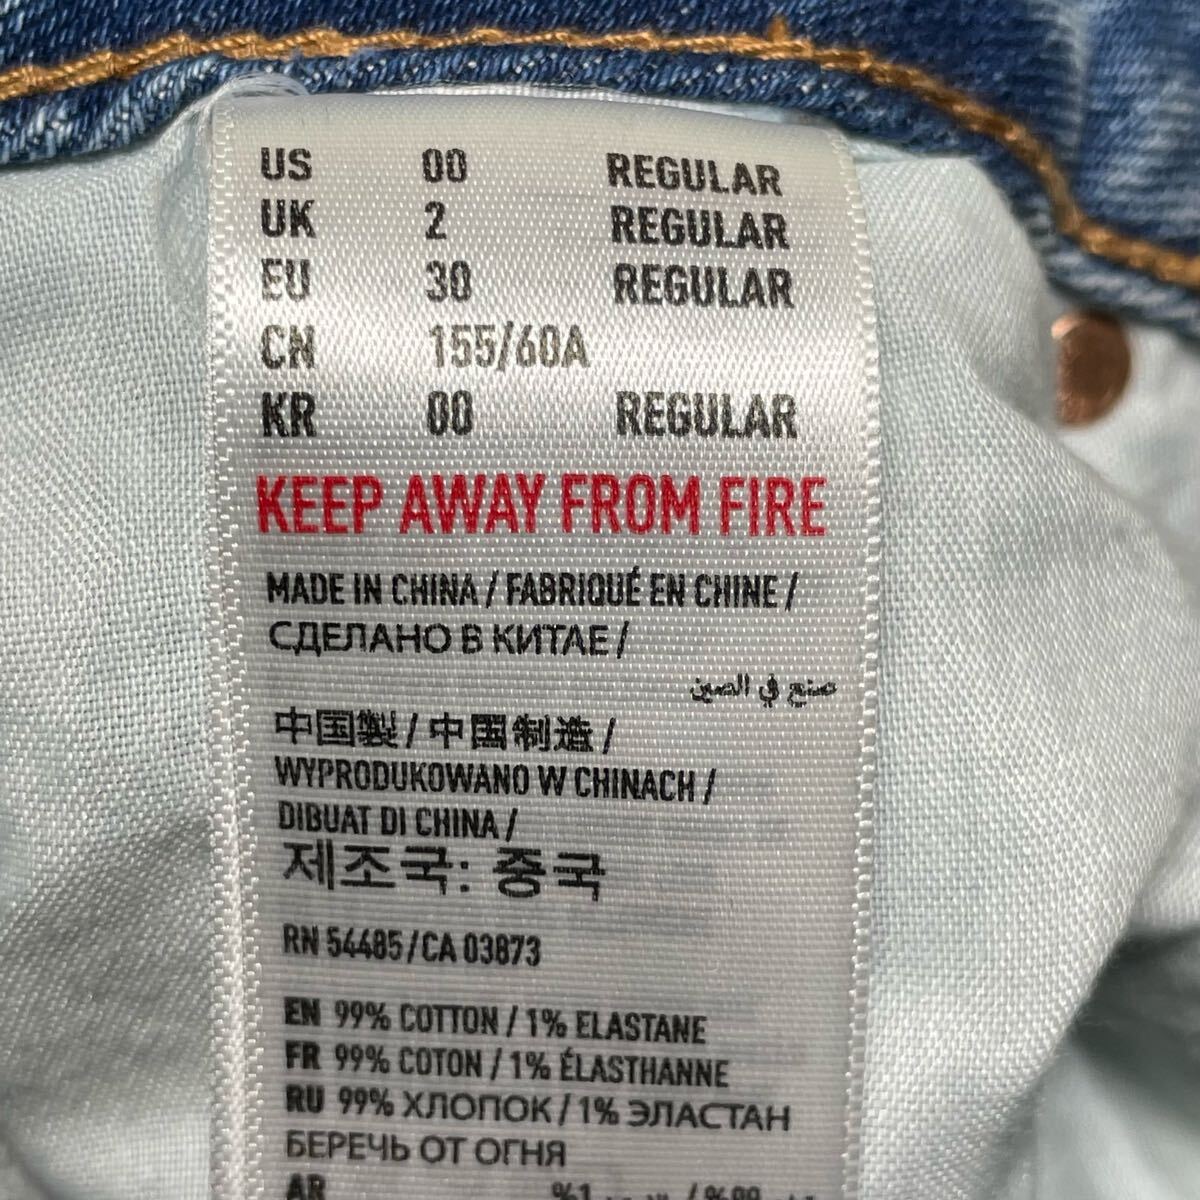 US 00 REGULAR
UK 2 REGULAR
EU 30 REGULAR
CN 155/60A
KR 00 REGULAR
KEEP AWAY FROM FIRE
MADE IN CHINA / FABRIQUÉ EN CHINE /
СДЕЛАНО В КИТАЕ /
صنع في الصين
中国製 / 中国制造 /
WYPRODUKOWANO W CHINACH /
DIBUAT DI CHINA /
제조국: 중국
RN 54485 / CA 03873
EN 99% COTTON / 1% ELASTANE
FR 99% COTON / 1% ÉLASTHANNE
RU 99% ХЛОПОК / 1% ЭЛАСТАН
БЕРЕЧЬ ОТ ОГНЯ
AR